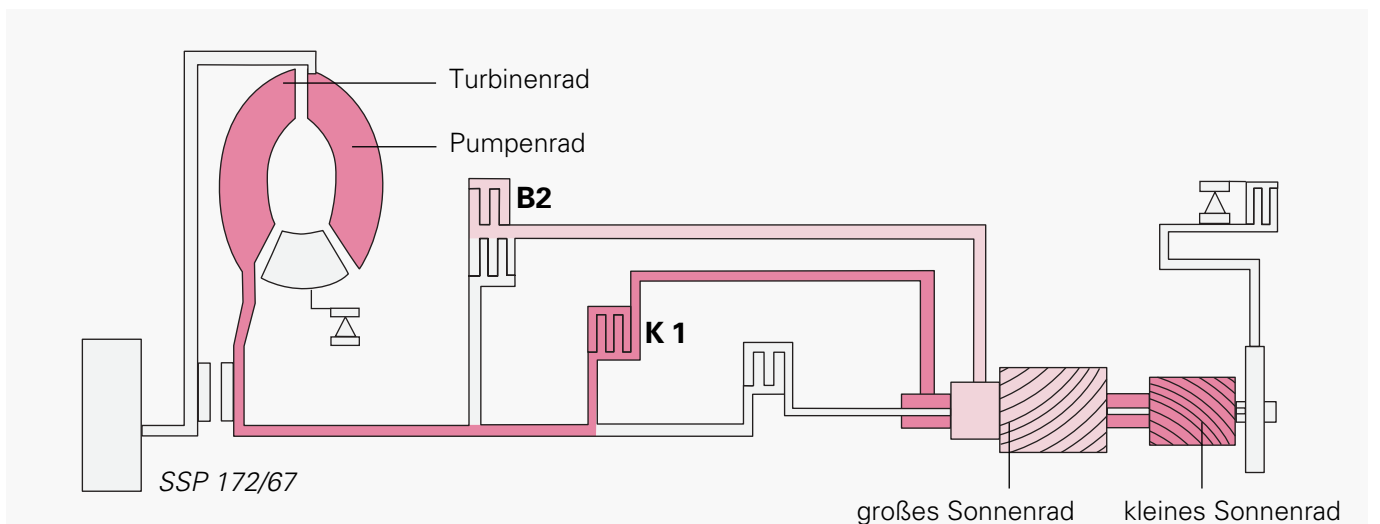 Turbinenrad
Pumpenrad
B2
K 1
SSP 172/67
großes Sonnenrad
kleines Sonnenrad